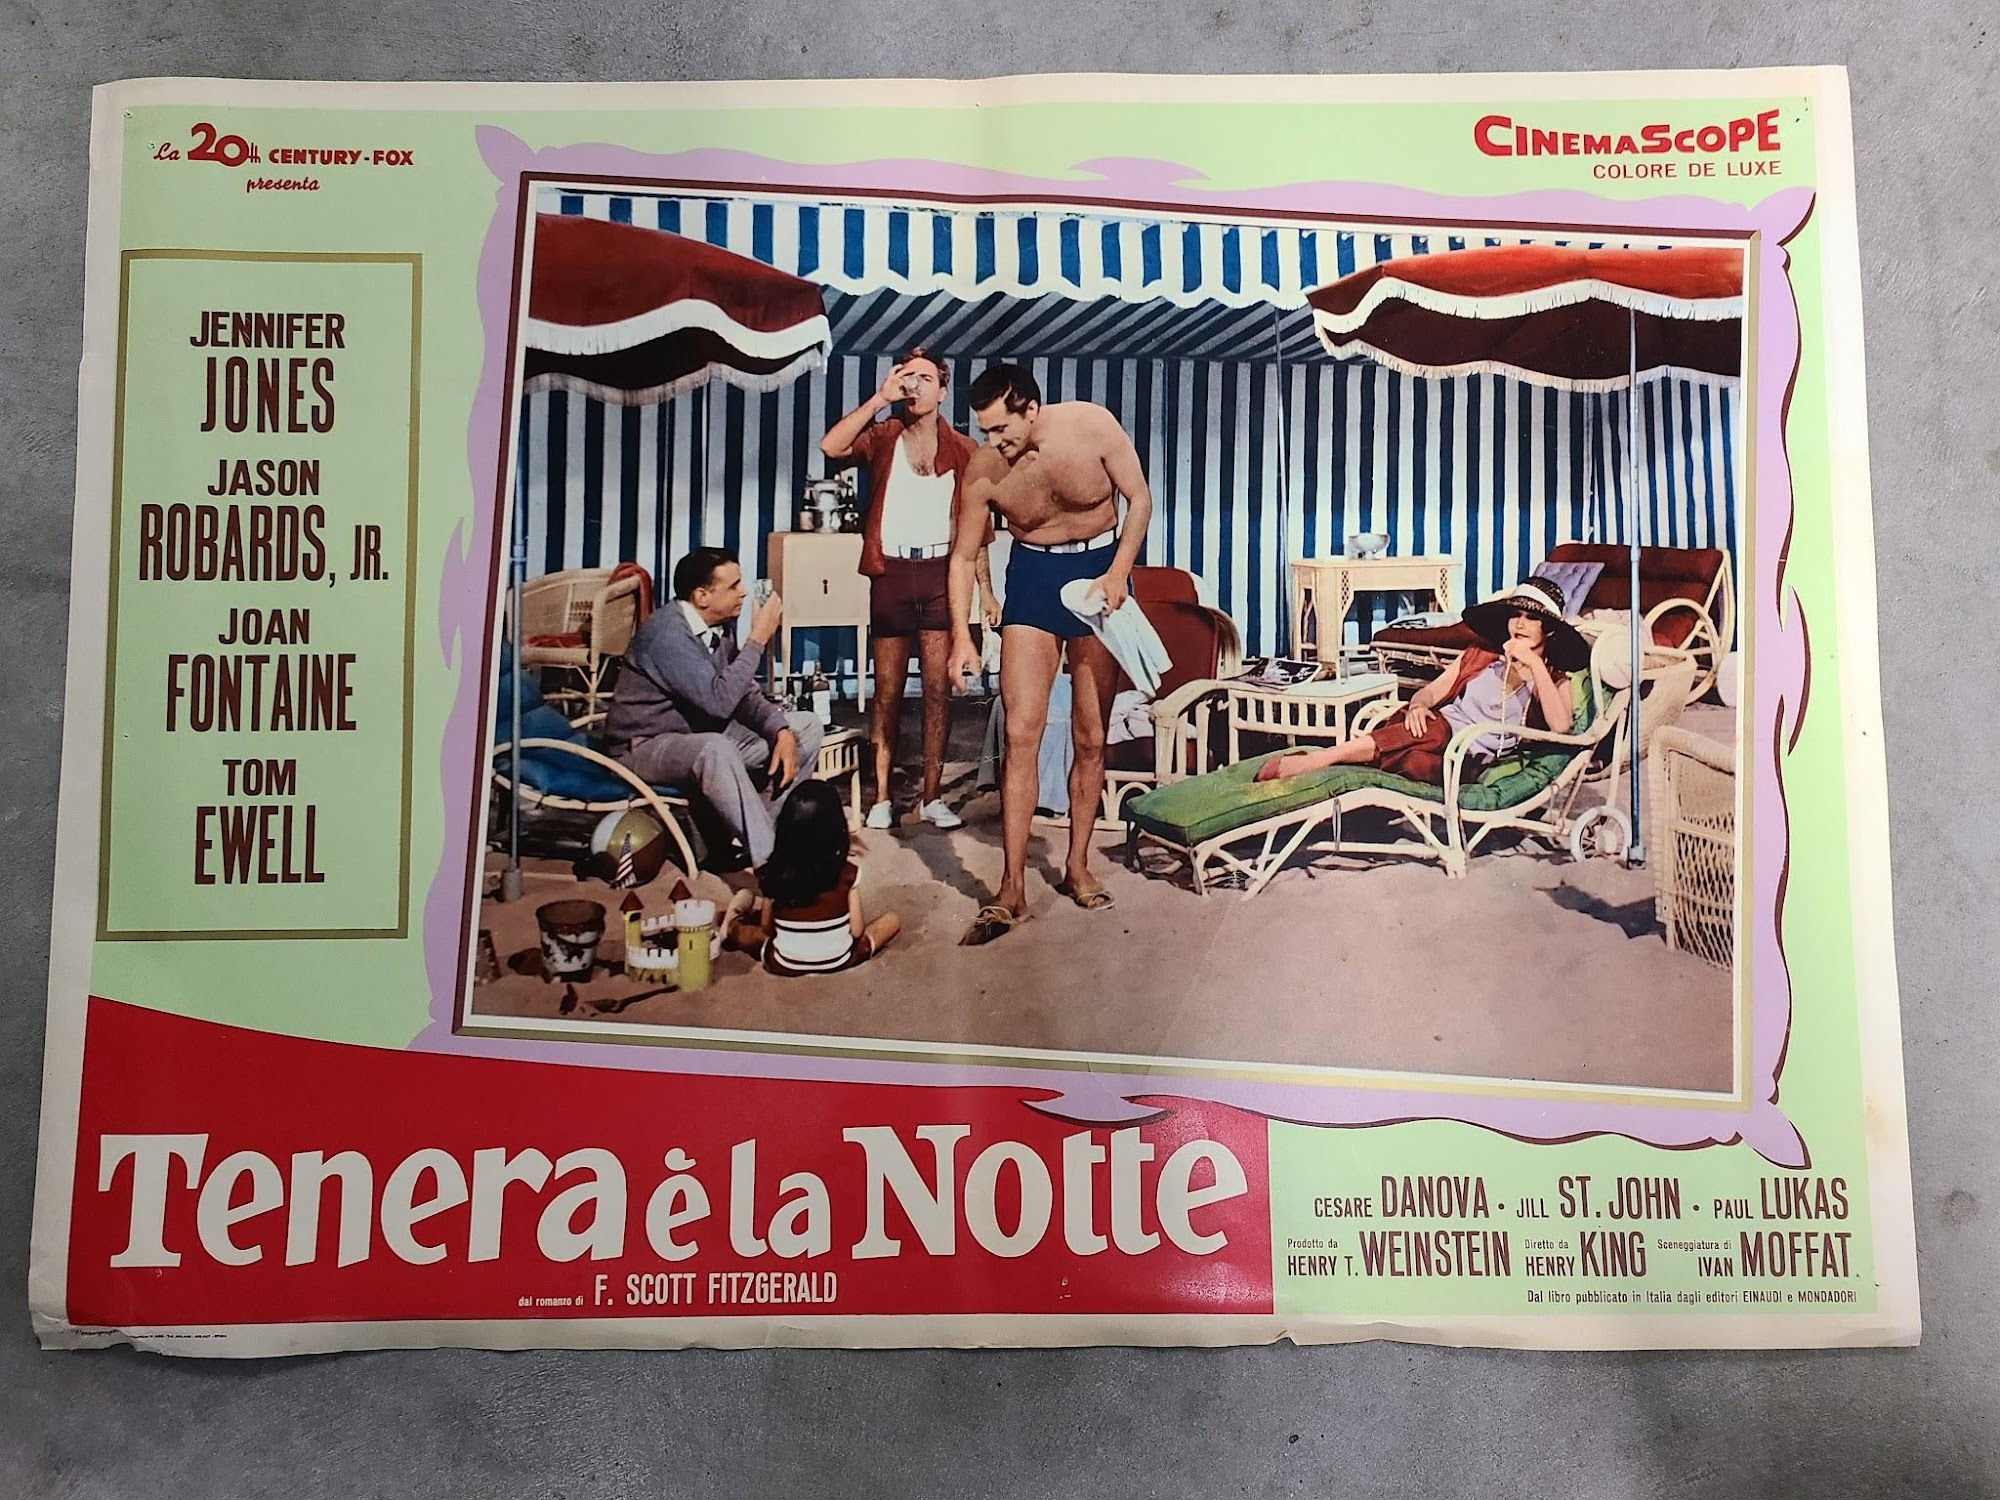 La 20th CENTURY-FOX
presenta
CINEMASCOPE
COLORE DE LUXE
JENNIFER
JONES
JASON
ROBARDS, JR.
JOAN
FONTAINE
TOM
EWELL
Tenera è la Notte
dal romanzo di F. SCOTT FITZGERALD
CESARE DANOVA • JILL ST. JOHN • PAUL LUKAS
Prodotto da HENRY T. WEINSTEIN Diretto da HENRY KING Sceneggiatura di IVAN MOFFAT
Dal libro pubblicato in Italia dagli editori EINAUDI e MONDADORI